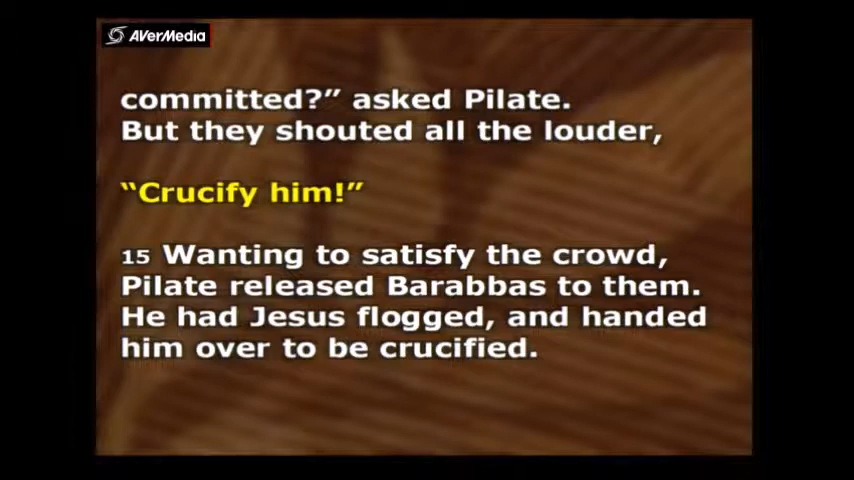 AVerMedia
committed?” asked Pilate.
But they shouted all the louder,
“Crucify him!”
15 Wanting to satisfy the crowd,
Pilate released Barabbas to them.
He had Jesus flogged, and handed
him over to be crucified.